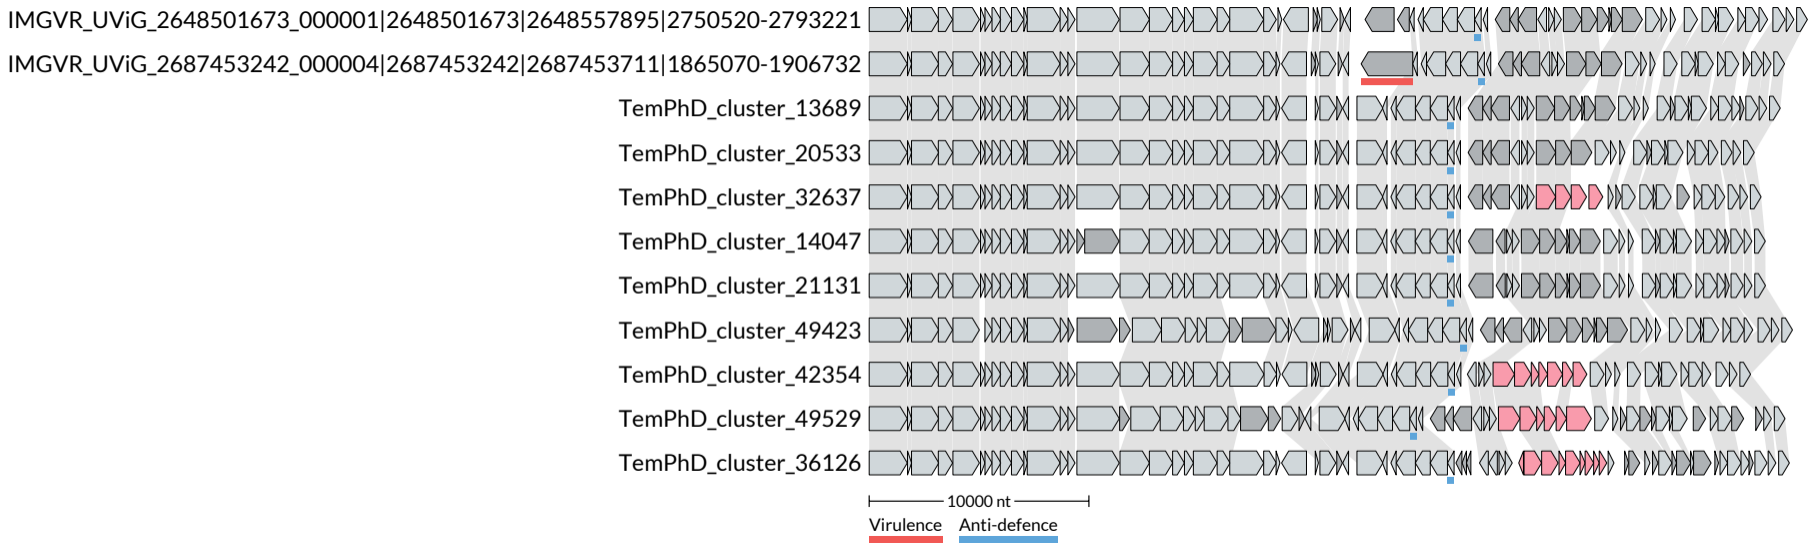 IMGVR_UViG_2648501673_000001|2648501673|2648557895|2750520-2793221
IMGVR_UViG_2687453242_000004|2687453242|2687453711|1865070-1906732
TemPhD_cluster_13689
TemPhD_cluster_20533
TemPhD_cluster_32637
TemPhD_cluster_14047
TemPhD_cluster_21131
TemPhD_cluster_49423
TemPhD_cluster_42354
TemPhD_cluster_49529
TemPhD_cluster_36126
10000 nt
Virulence Anti-defence